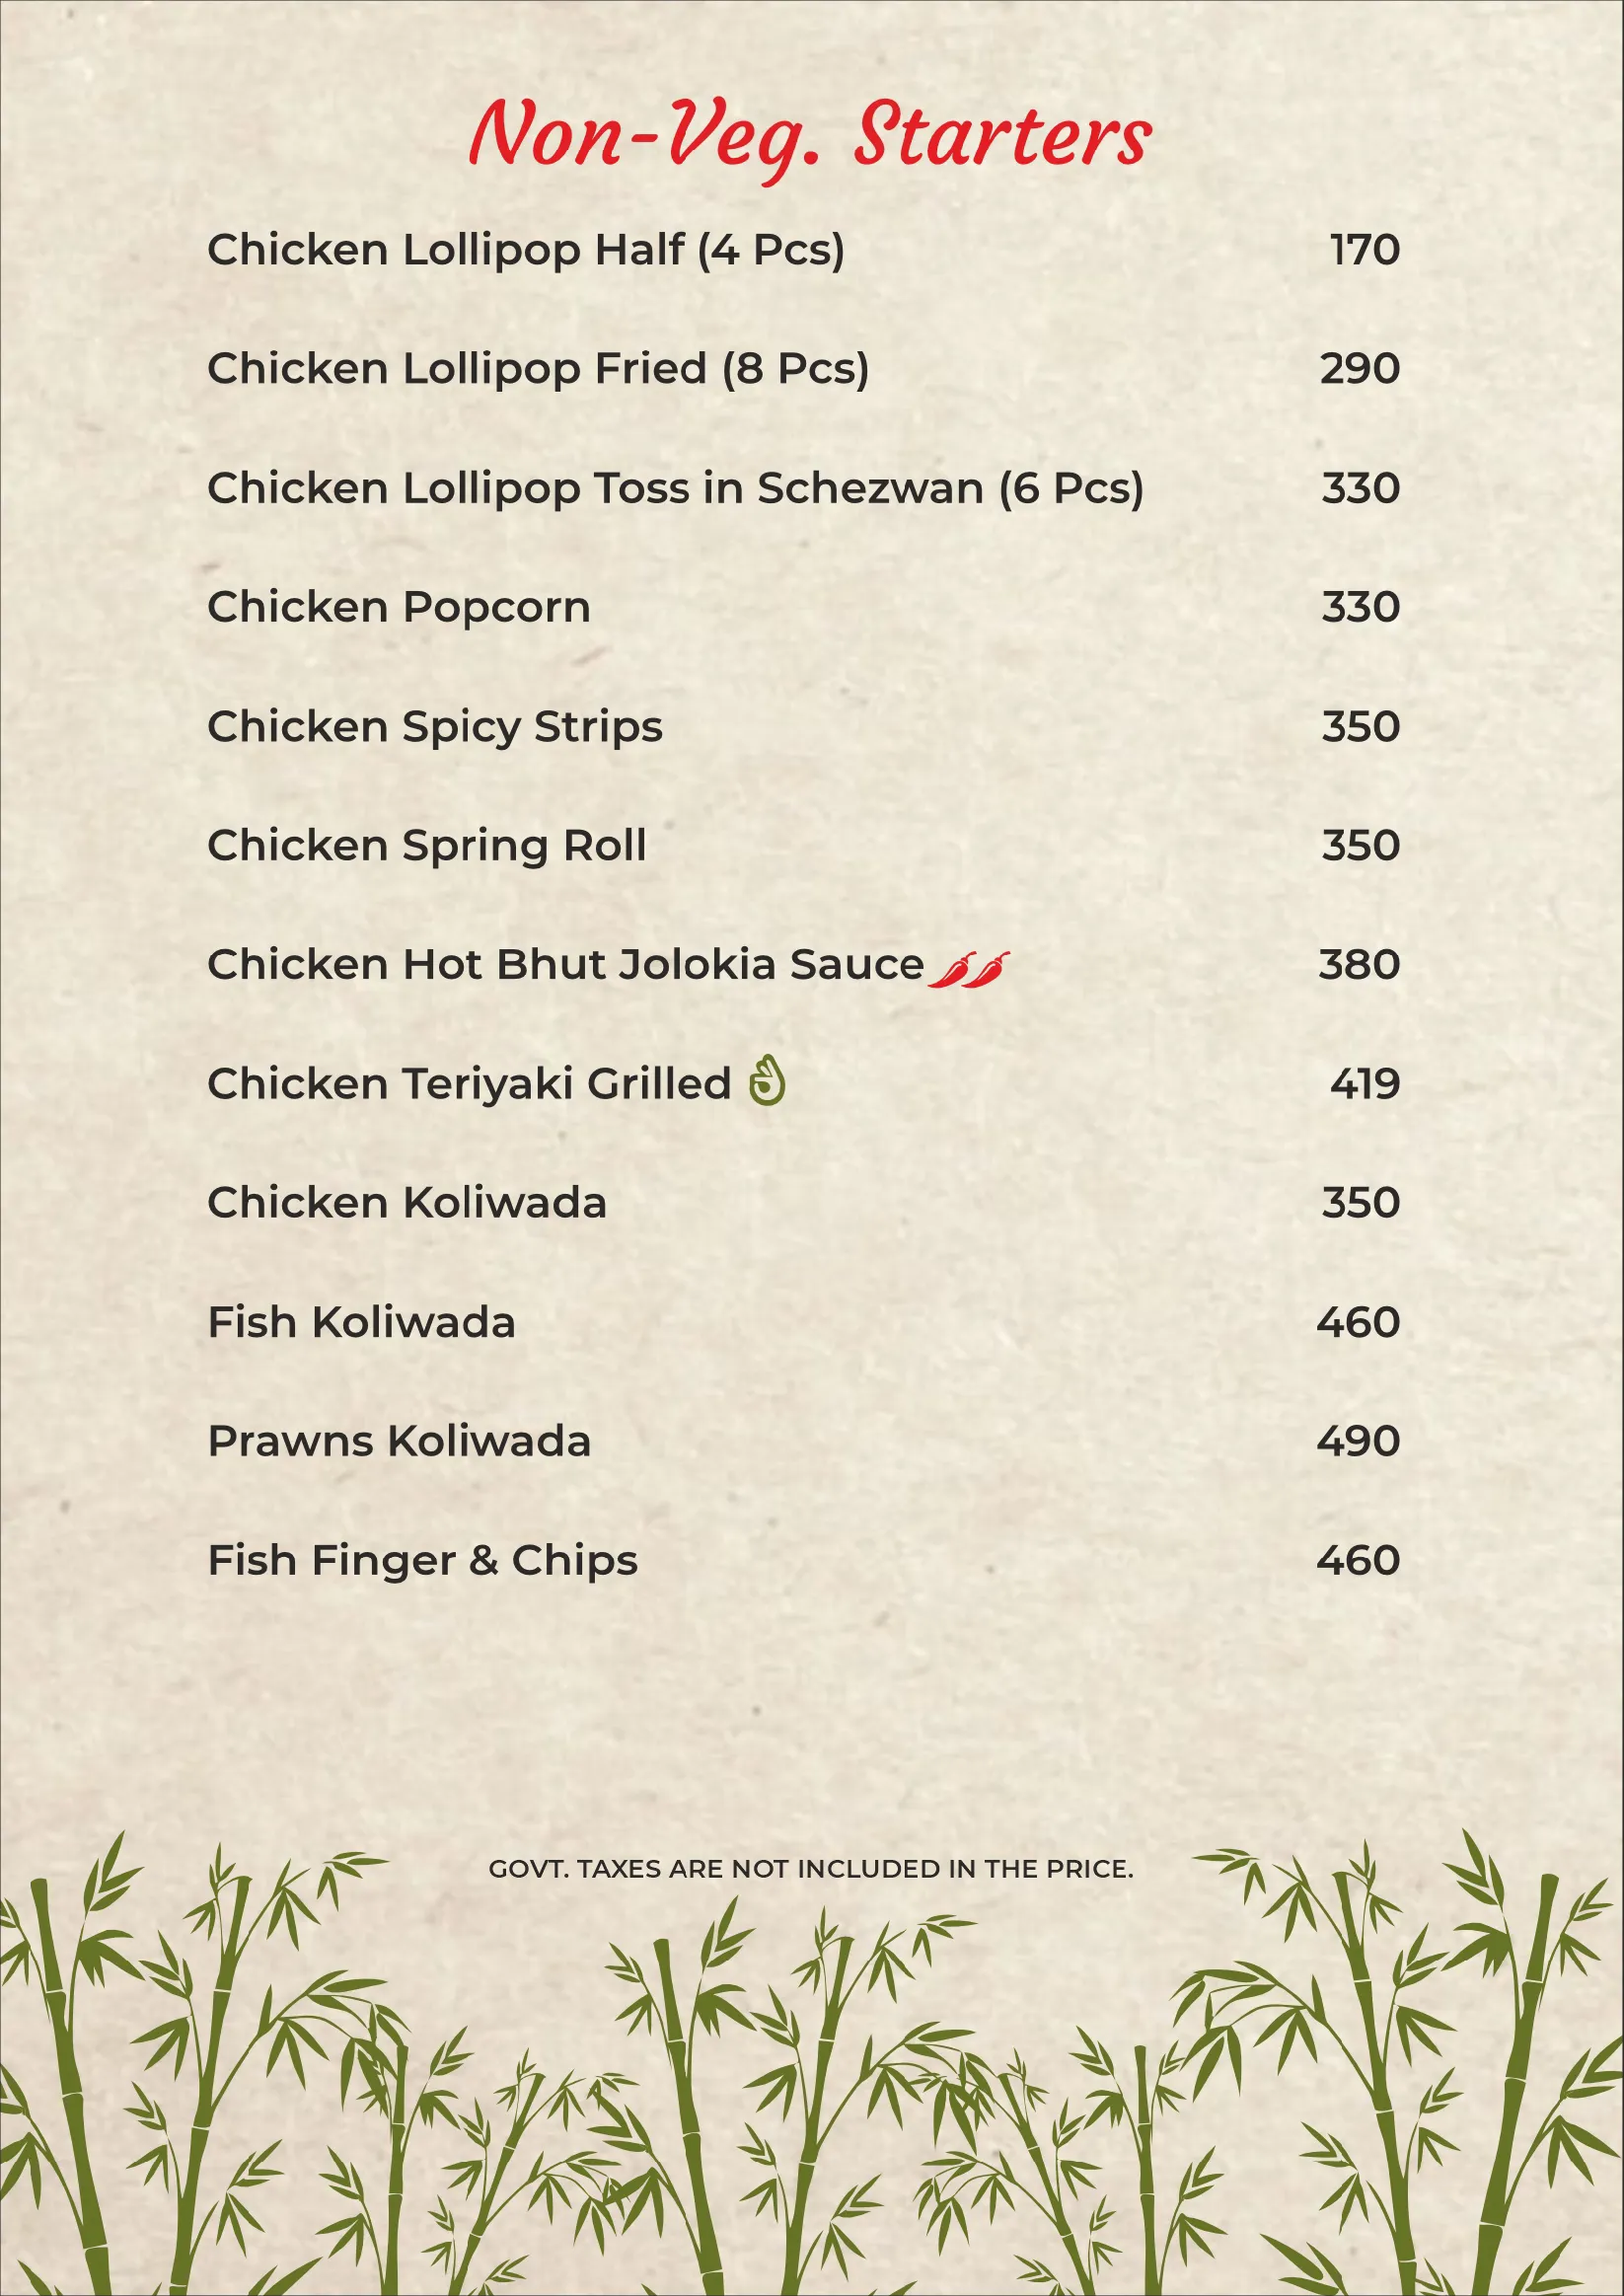 Non-Veg. Starters
Chicken Lollipop Half (4 Pcs) 170
Chicken Lollipop Fried (8 Pcs) 290
Chicken Lollipop Toss in Schezwan (6 Pcs) 330
Chicken Popcorn 330
Chicken Spicy Strips 350
Chicken Spring Roll 350
Chicken Hot Bhut Jolokia Sauce 380
Chicken Teriyaki Grilled 419
Chicken Koliwada 350
Fish Koliwada 460
Prawns Koliwada 490
Fish Finger & Chips 460
GOVT. TAXES ARE NOT INCLUDED IN THE PRICE.